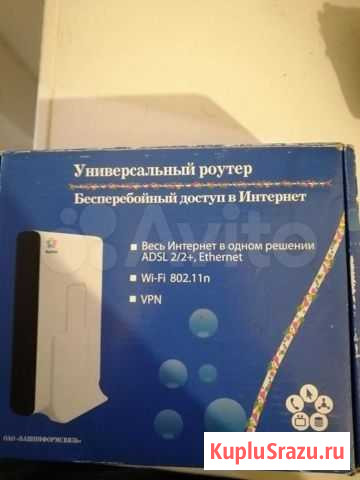 Универсальный роутер
Бесперебойный доступ в Интернет
Весь Интернет в одном решении
ADSL 2/2+, Ethernet
Wi-Fi 802.11n
VPN
Avito
ОАО «БАШИНФОРМСВЯЗЬ»
KupluSrazu.ru